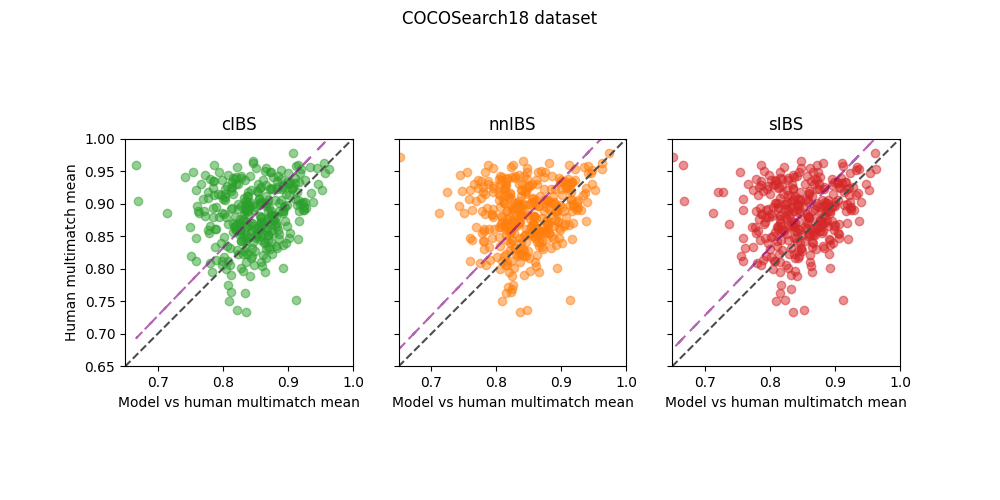 COCOSearch18 dataset
cIBS
nnIBS
sIBS
Human multimatch mean
1.00
0.95
0.90
0.85
0.80
0.75
0.70
0.65
0.7 0.8 0.9 1.0
0.7 0.8 0.9 1.0
0.7 0.8 0.9 1.0
Model vs human multimatch mean
Model vs human multimatch mean
Model vs human multimatch mean